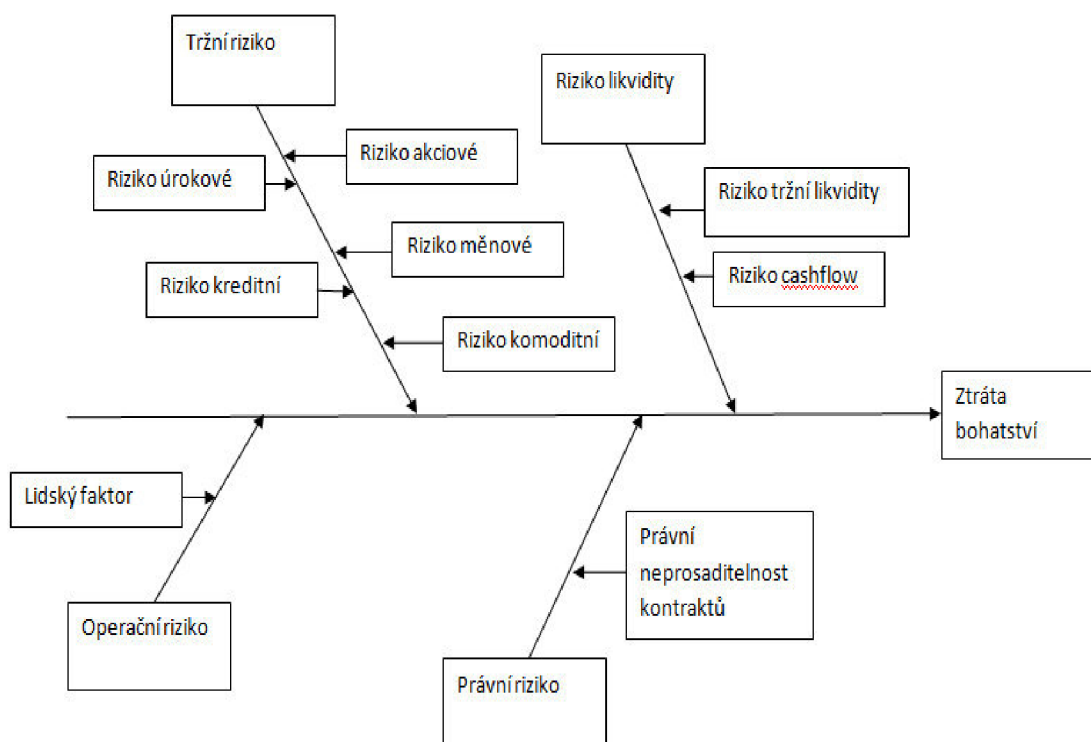 Tržní riziko
Riziko likvidity
Riziko akciové
Riziko úrokové
Riziko tržní likvidity
Riziko měnové
Riziko cashflow
Riziko kreditní
Riziko komoditní
Ztráta
bohatství
Lidský faktor
Právní
neprosaditelnost
kontraktů
Operační riziko
Právní riziko